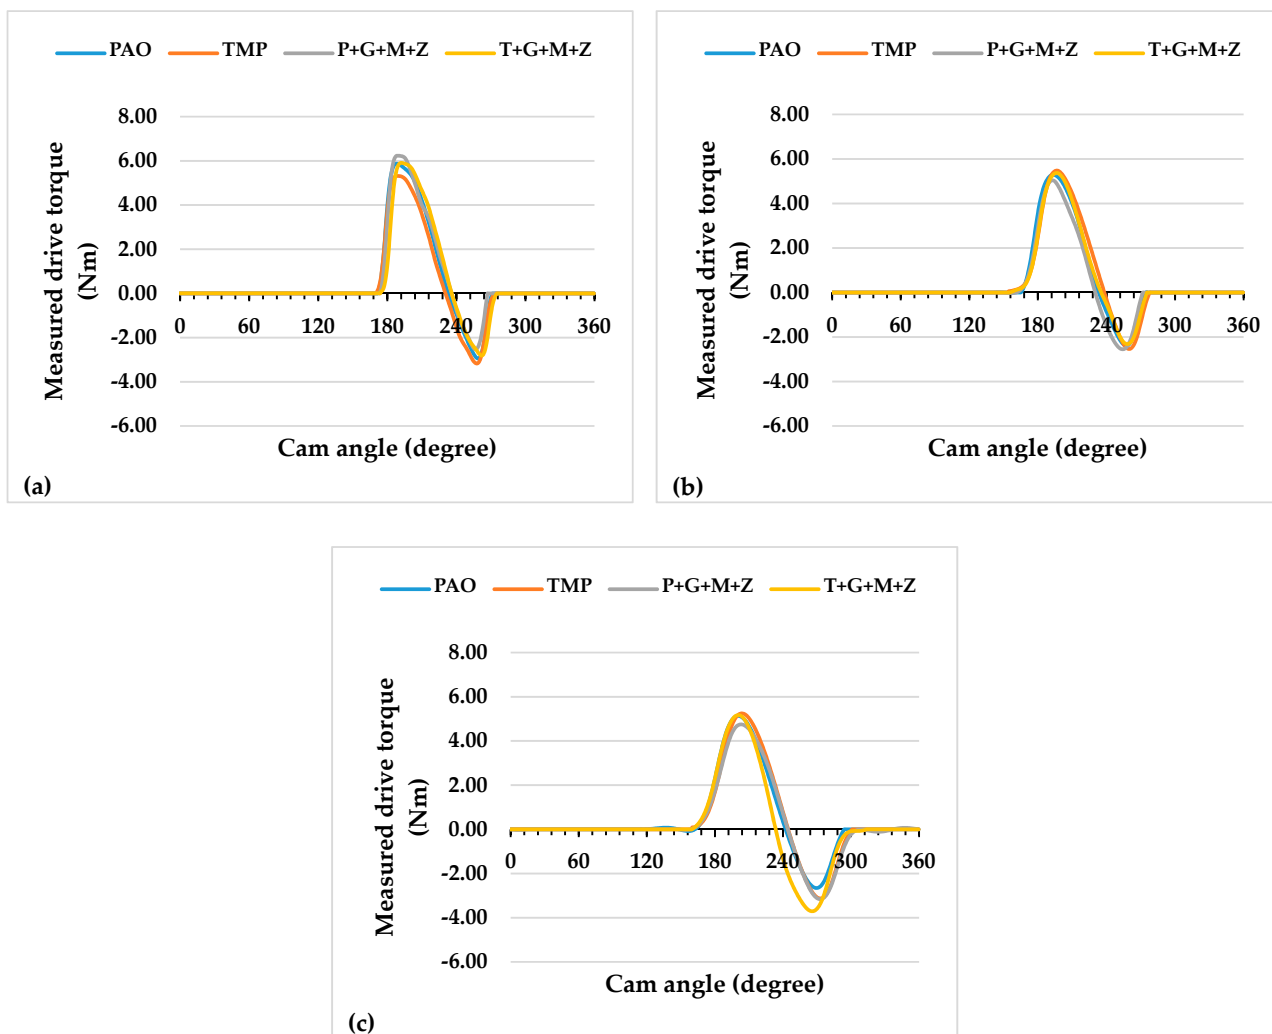 PAO TMP P+G+M+Z T+G+M+Z
8.00
6.00
4.00
2.00
0.00
-2.00
-4.00
-6.00
0 60 120 180 240 300 360
Measured drive torque
(Nm)
Cam angle (degree)
(a)
PAO TMP P+G+M+Z T+G+M+Z
8.00
6.00
4.00
2.00
0.00
-2.00
-4.00
-6.00
0 60 120 180 240 300 360
Measured drive torque
(Nm)
Cam angle (degree)
(b)
PAO TMP P+G+M+Z T+G+M+Z
8.00
6.00
4.00
2.00
0.00
-2.00
-4.00
-6.00
0 60 120 180 240 300 360
Measured drive torque
(Nm)
Cam angle (degree)
(c)